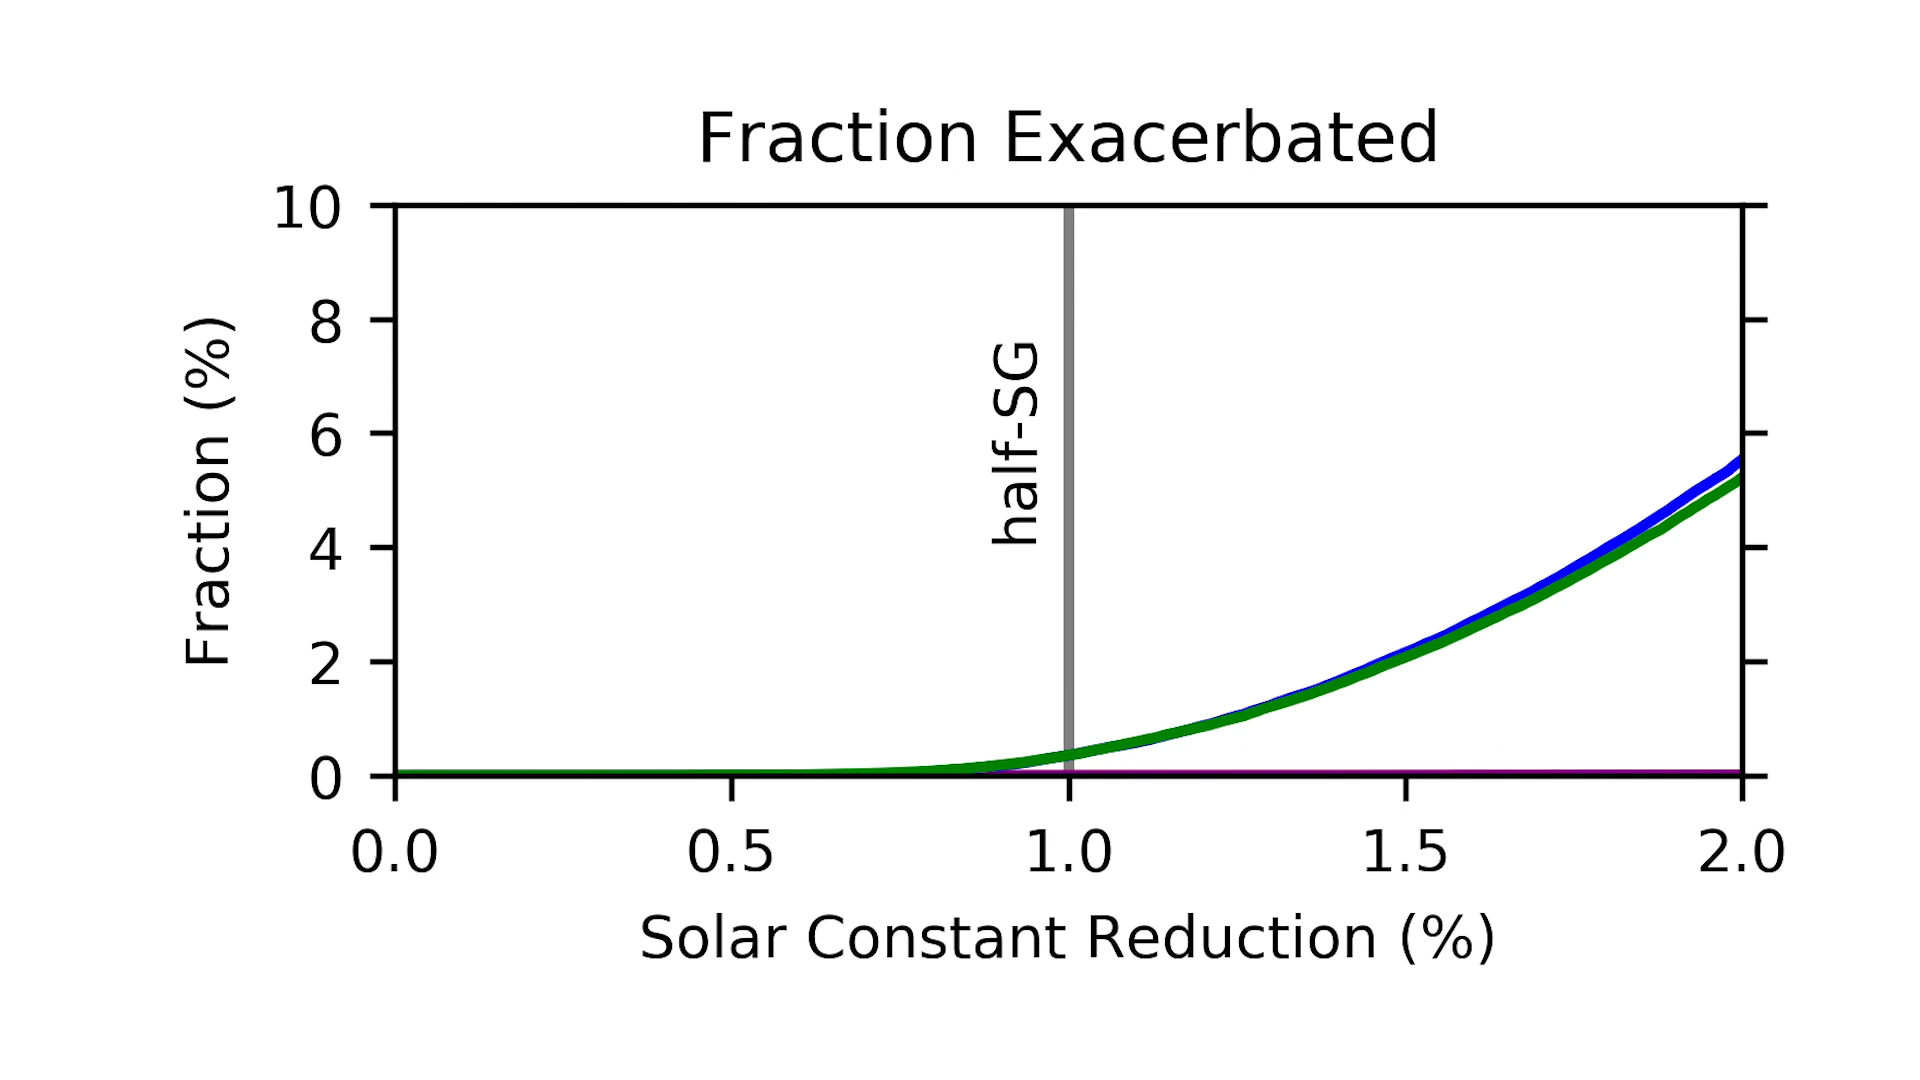 Fraction Exacerbated
10
8
6
4
2
0
Fraction (%)
half-SG
0.0 0.5 1.0 1.5 2.0
Solar Constant Reduction (%)